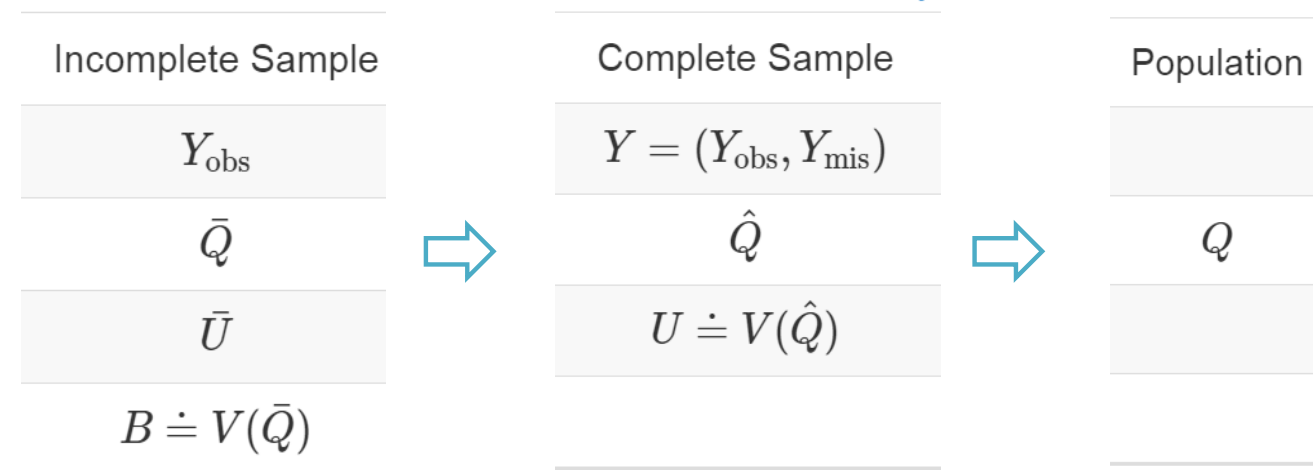 Incomplete Sample
Y_obs
Q̄
Ū
B ≐ V(Q̄)
Complete Sample
Y = (Y_obs, Y_mis)
Q̂
U ≐ V(Q̂)
Population
Q